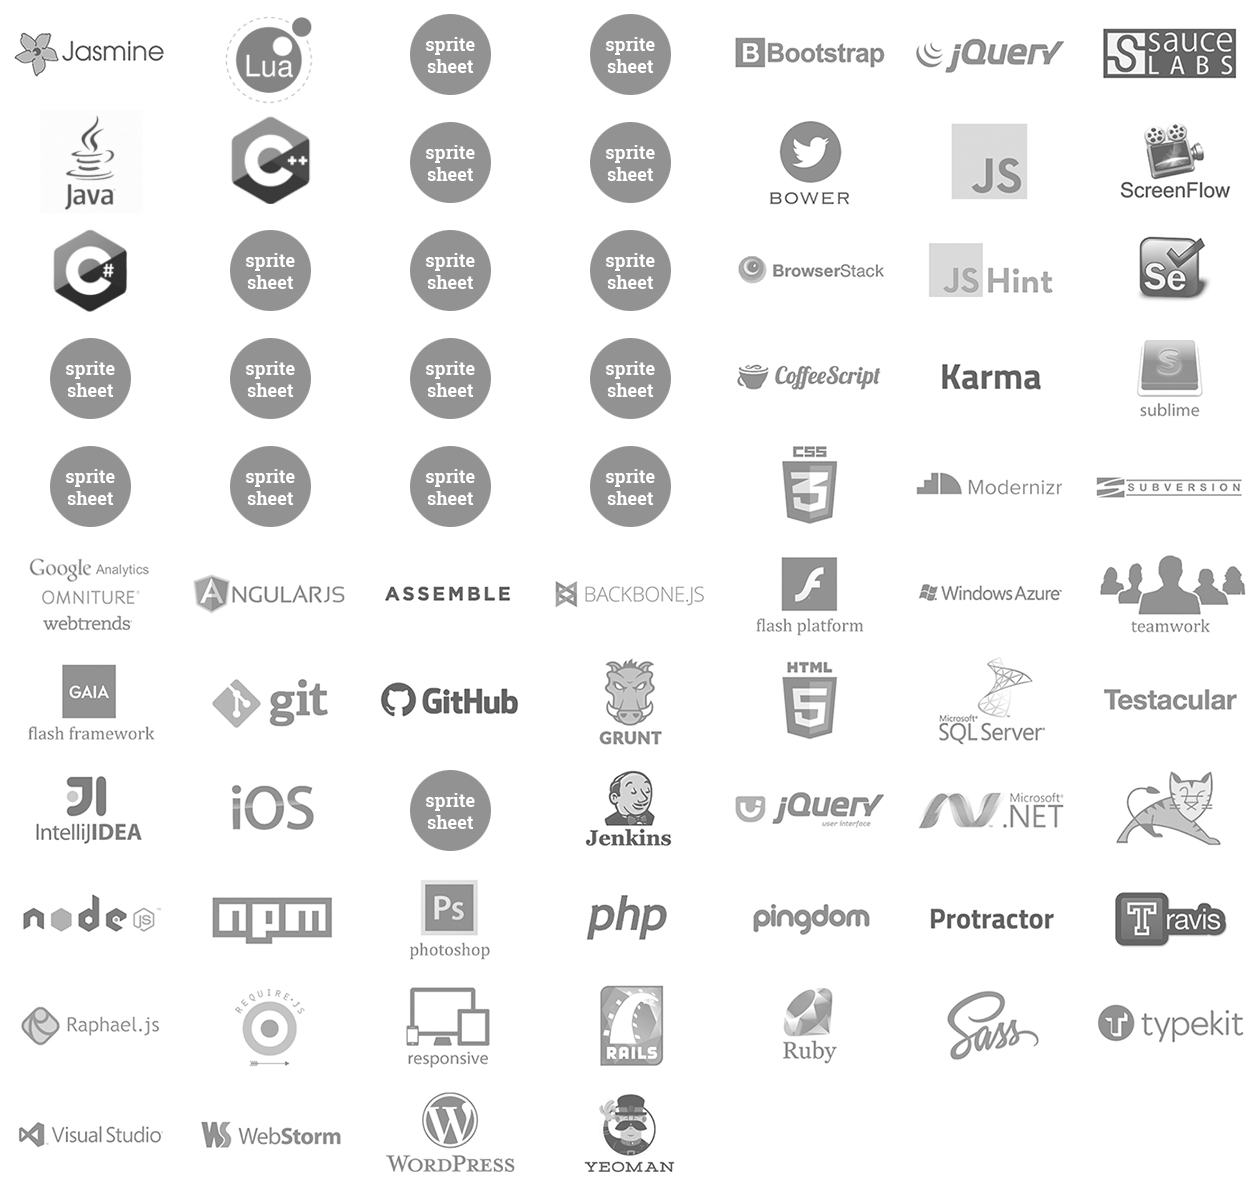 Jasmine
Lua
sprite
sheet
sprite
sheet
B Bootstrap
jQuery
S sauce
LABS
Java
C++
sprite
sheet
sprite
sheet
BOWER
JS
ScreenFlow
C#
sprite
sheet
sprite
sheet
sprite
sheet
BrowserStack
JS Hint
Se
sprite
sheet
sprite
sheet
sprite
sheet
sprite
sheet
CoffeeScript
Karma
S
sublime
sprite
sheet
sprite
sheet
sprite
sheet
sprite
sheet
CSS
3
Modernizr
SUBVERSION
Google Analytics
OMNITURE®
webtrends
ANGULARJS
ASSEMBLE
BACKBONE.JS
f
flash platform
Windows Azure
teamwork
GAIA
flash framework
git
GitHub
GRUNT
HTML
5
Microsoft®
SQL Server®
Testacular
JI
IntelliJIDEA
iOS
sprite
sheet
Jenkins
jQuery
user interface
Microsoft®
.NET
node JS™
npm
Ps
photoshop
php
pingdom
Protractor
Travis
Raphael.js
REQUIRE•JS
responsive
RAILS
Ruby
Sass
T typekit
Visual Studio
WS WebStorm
W
WORDPRESS
YEOMAN